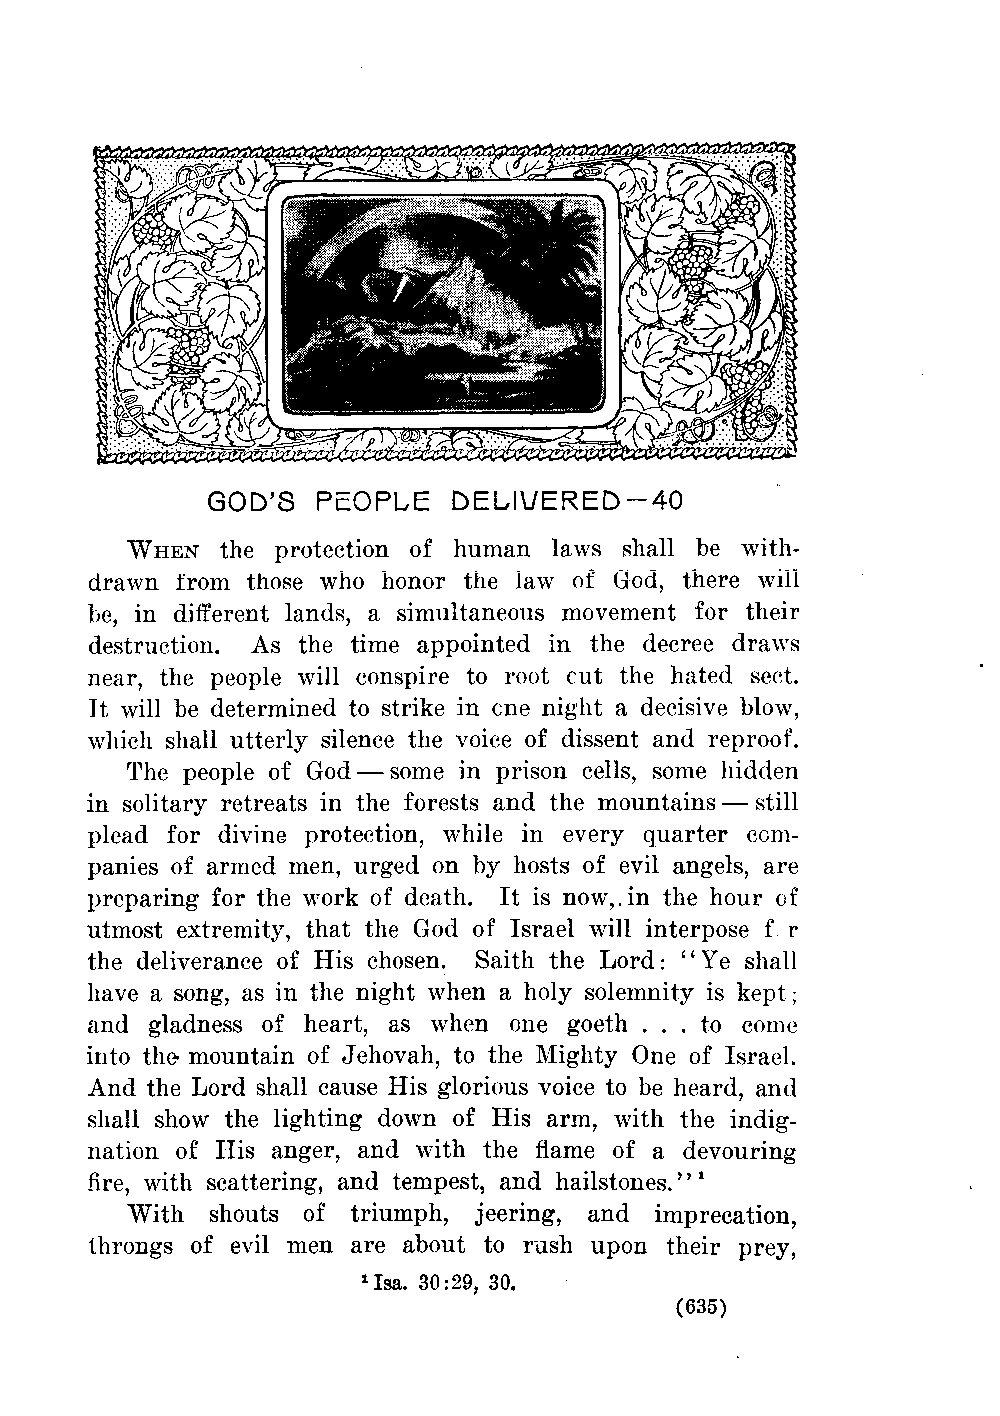 GOD'S PEOPLE DELIVERED—40
WHEN the protection of human laws shall be with-
drawn from those who honor the law of God, there will
be, in different lands, a simultaneous movement for their
destruction. As the time appointed in the decree draws
near, the people will conspire to root cut the hated sect.
It will be determined to strike in cne night a decisive blow,
which shall utterly silence the voice of dissent and reproof.
The people of God — some in prison cells, some hidden
in solitary retreats in the forests and the mountains — still
plead for divine protection, while in every quarter com-
panies of armed men, urged on by hosts of evil angels, are
preparing for the work of death. It is now, in the hour of
utmost extremity, that the God of Israel will interpose f r
the deliverance of His chosen. Saith the Lord: "Ye shall
have a song, as in the night when a holy solemnity is kept;
and gladness of heart, as when one goeth . . . to come
into the mountain of Jehovah, to the Mighty One of Israel.
And the Lord shall cause His glorious voice to be heard, and
shall show the lighting down of His arm, with the indig-
nation of His anger, and with the flame of a devouring
fire, with scattering, and tempest, and hailstones." ¹
With shouts of triumph, jeering, and imprecation,
throngs of evil men are about to rush upon their prey,
¹ Isa. 30:29, 30.
(635)